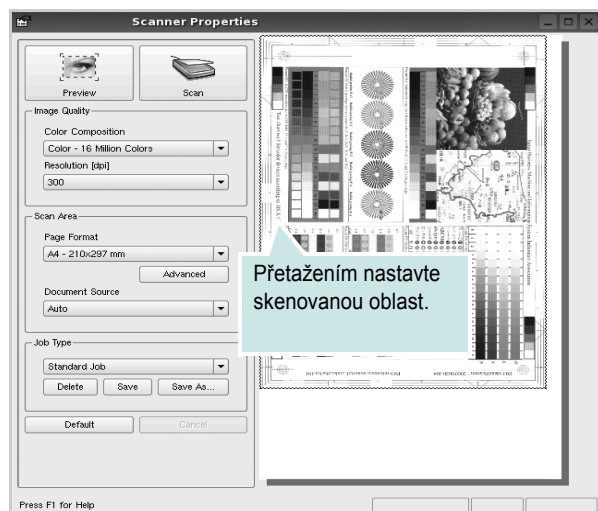 Scanner Properties
Preview
Scan
Image Quality
Color Composition
Color - 16 Million Colors
Resolution [dpi]
300
Scan Area
Page Format
A4 - 210x297 mm
Advanced
Document Source
Auto
Job Type
Standard Job
Delete
Save
Save As...
Default
Cancel
Press F1 for Help
Přetažením nastavte
skenovanou oblast.